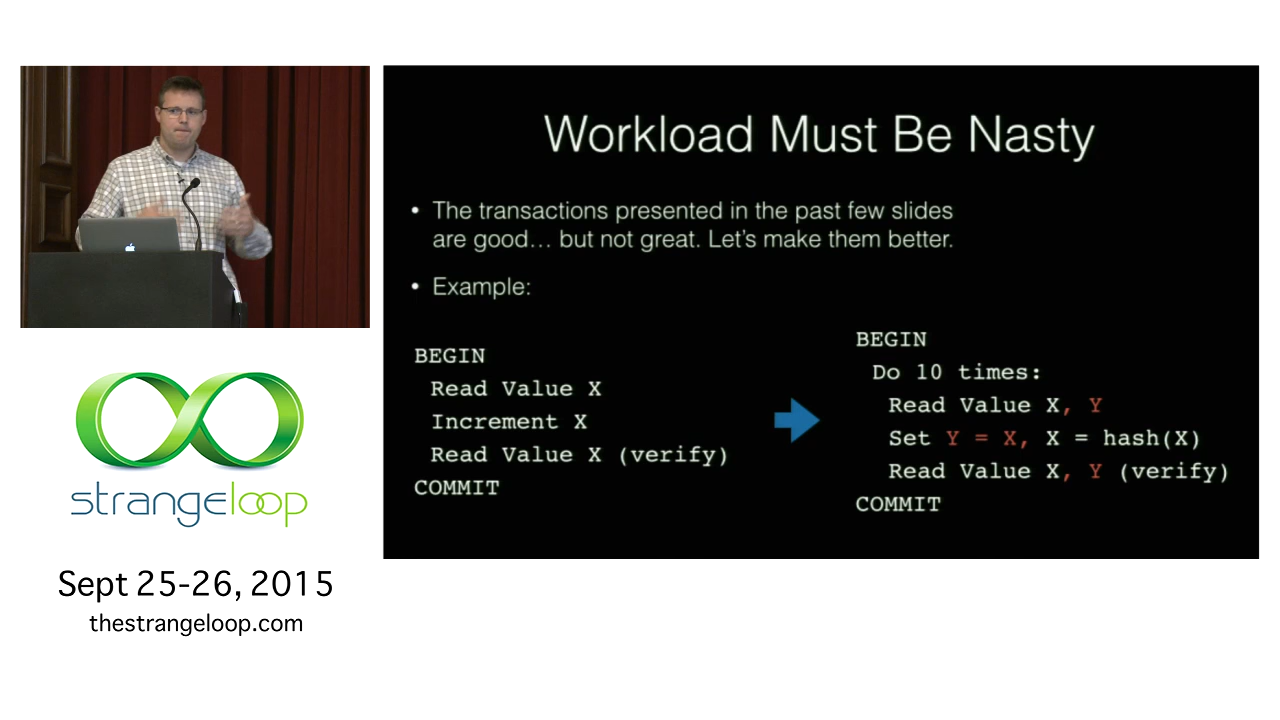 Workload Must Be Nasty
• The transactions presented in the past few slides
are good... but not great. Let's make them better.
• Example:
BEGIN
Read Value X
Increment X
Read Value X (verify)
COMMIT
BEGIN
Do 10 times:
Read Value X, Y
Set Y = X, X = hash(X)
Read Value X, Y (verify)
COMMIT
strangeloop
Sept 25-26, 2015
thestrangeloop.com